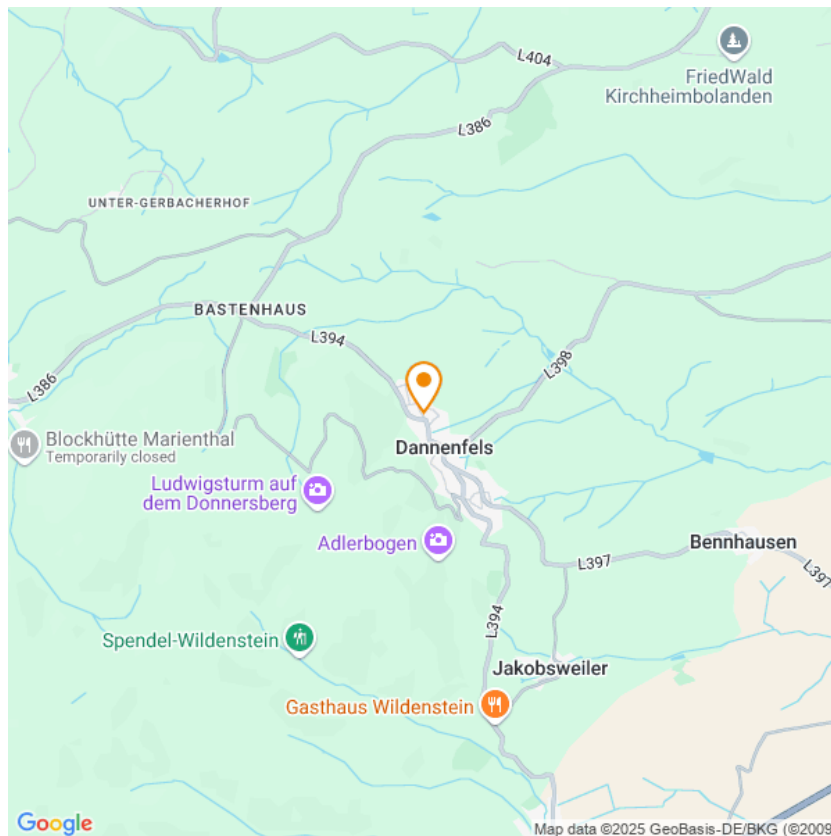 L404
FriedWald
Kirchheimbolanden
L386
UNTER-GERBACHERHOF
BASTENHAUS
L394
L398
L386
Blockhütte Marienthal
Temporarily closed
Dannenfels
Ludwigsturm auf
dem Donnersberg
Adlerbogen
Bennhausen
L397
L397
L394
Spendel-Wildenstein
Jakobsweiler
Gasthaus Wildenstein
Google
Map data ©2025 GeoBasis-DE/BKG (©2009